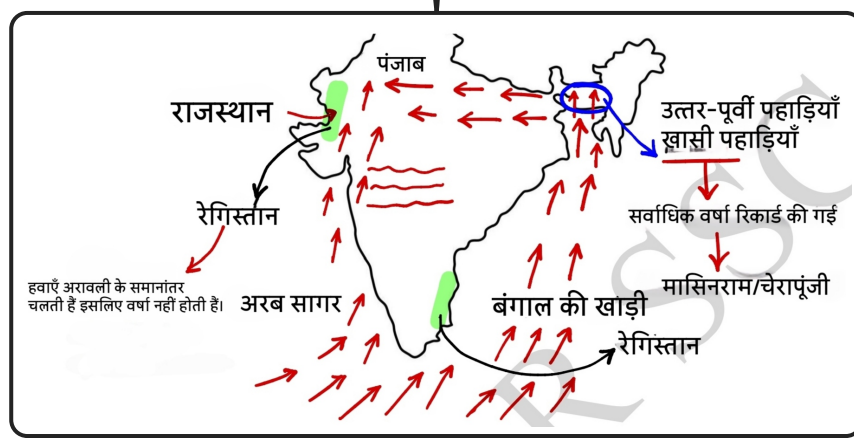 पंजाब
राजस्थान
उत्तर-पूर्वी पहाड़ियाँ
खासी पहाड़ियाँ
रेगिस्तान
सर्वाधिक वर्षा रिकार्ड की गई
हवाएँ अरावली के समानांतर
चलती हैं इसलिए वर्षा नहीं होती हैं।
अरब सागर
बंगाल की खाड़ी
मासिनराम/चेरापूंजी
रेगिस्तान
R SSC